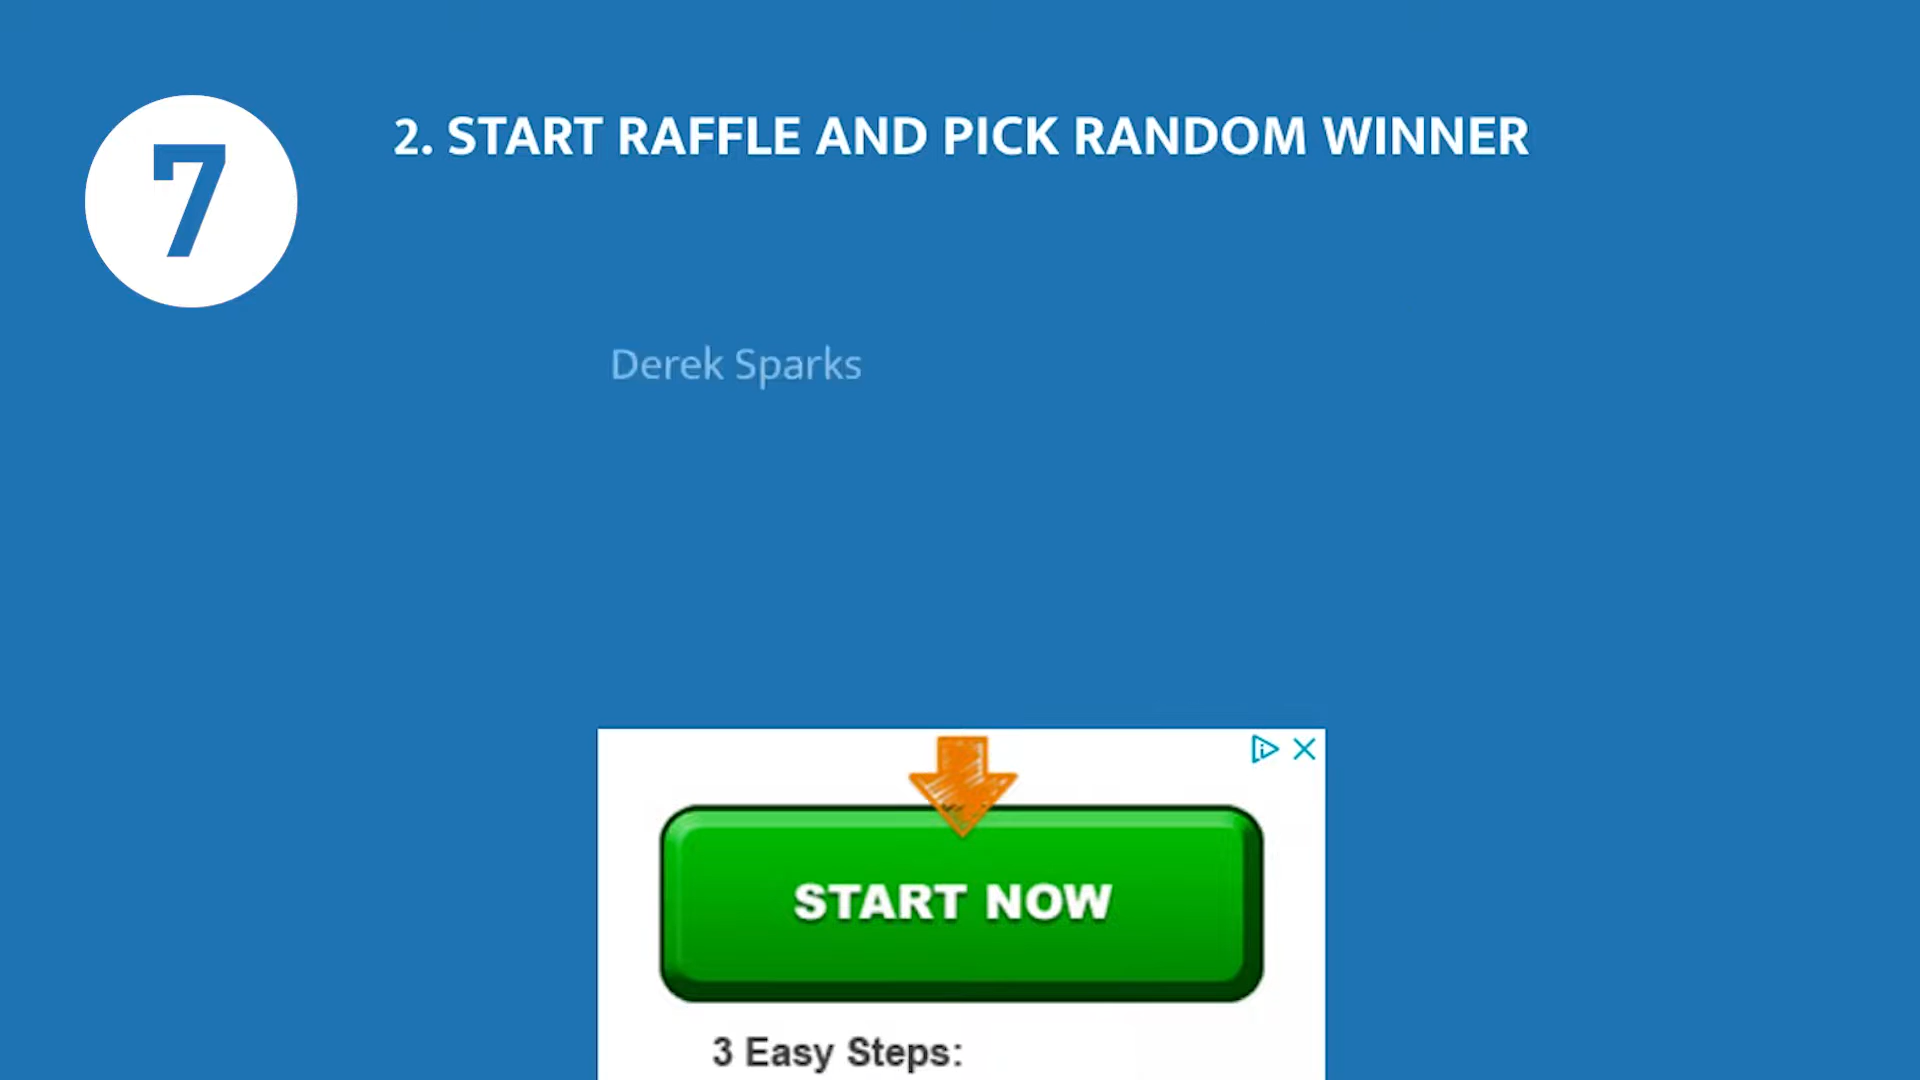 7
2. START RAFFLE AND PICK RANDOM WINNER
Derek Sparks
START NOW
3 Easy Steps: